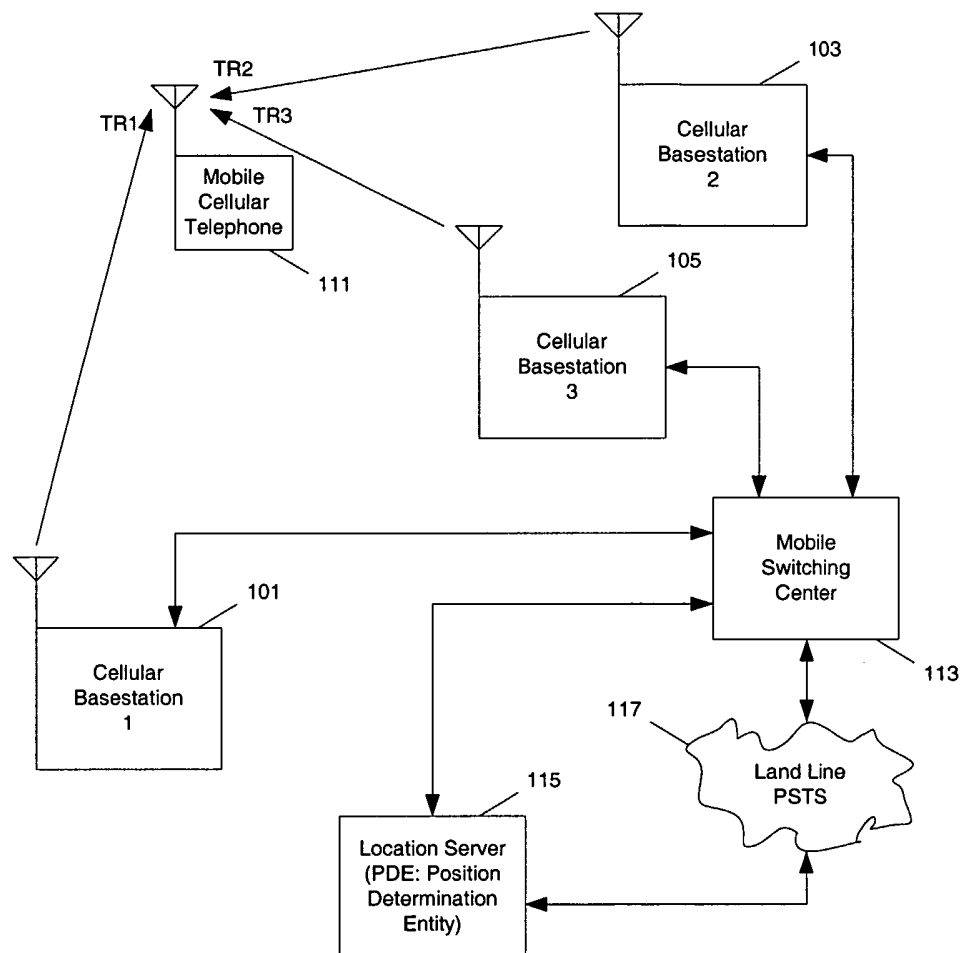 103
TR2
TR3
TR1
Cellular
Basestation
2
Mobile
Cellular
Telephone
111
105
Cellular
Basestation
3
Mobile
Switching
Center
101
113
Cellular
Basestation
1
117
Land Line
PSTS
115
Location Server
(PDE: Position
Determination
Entity)